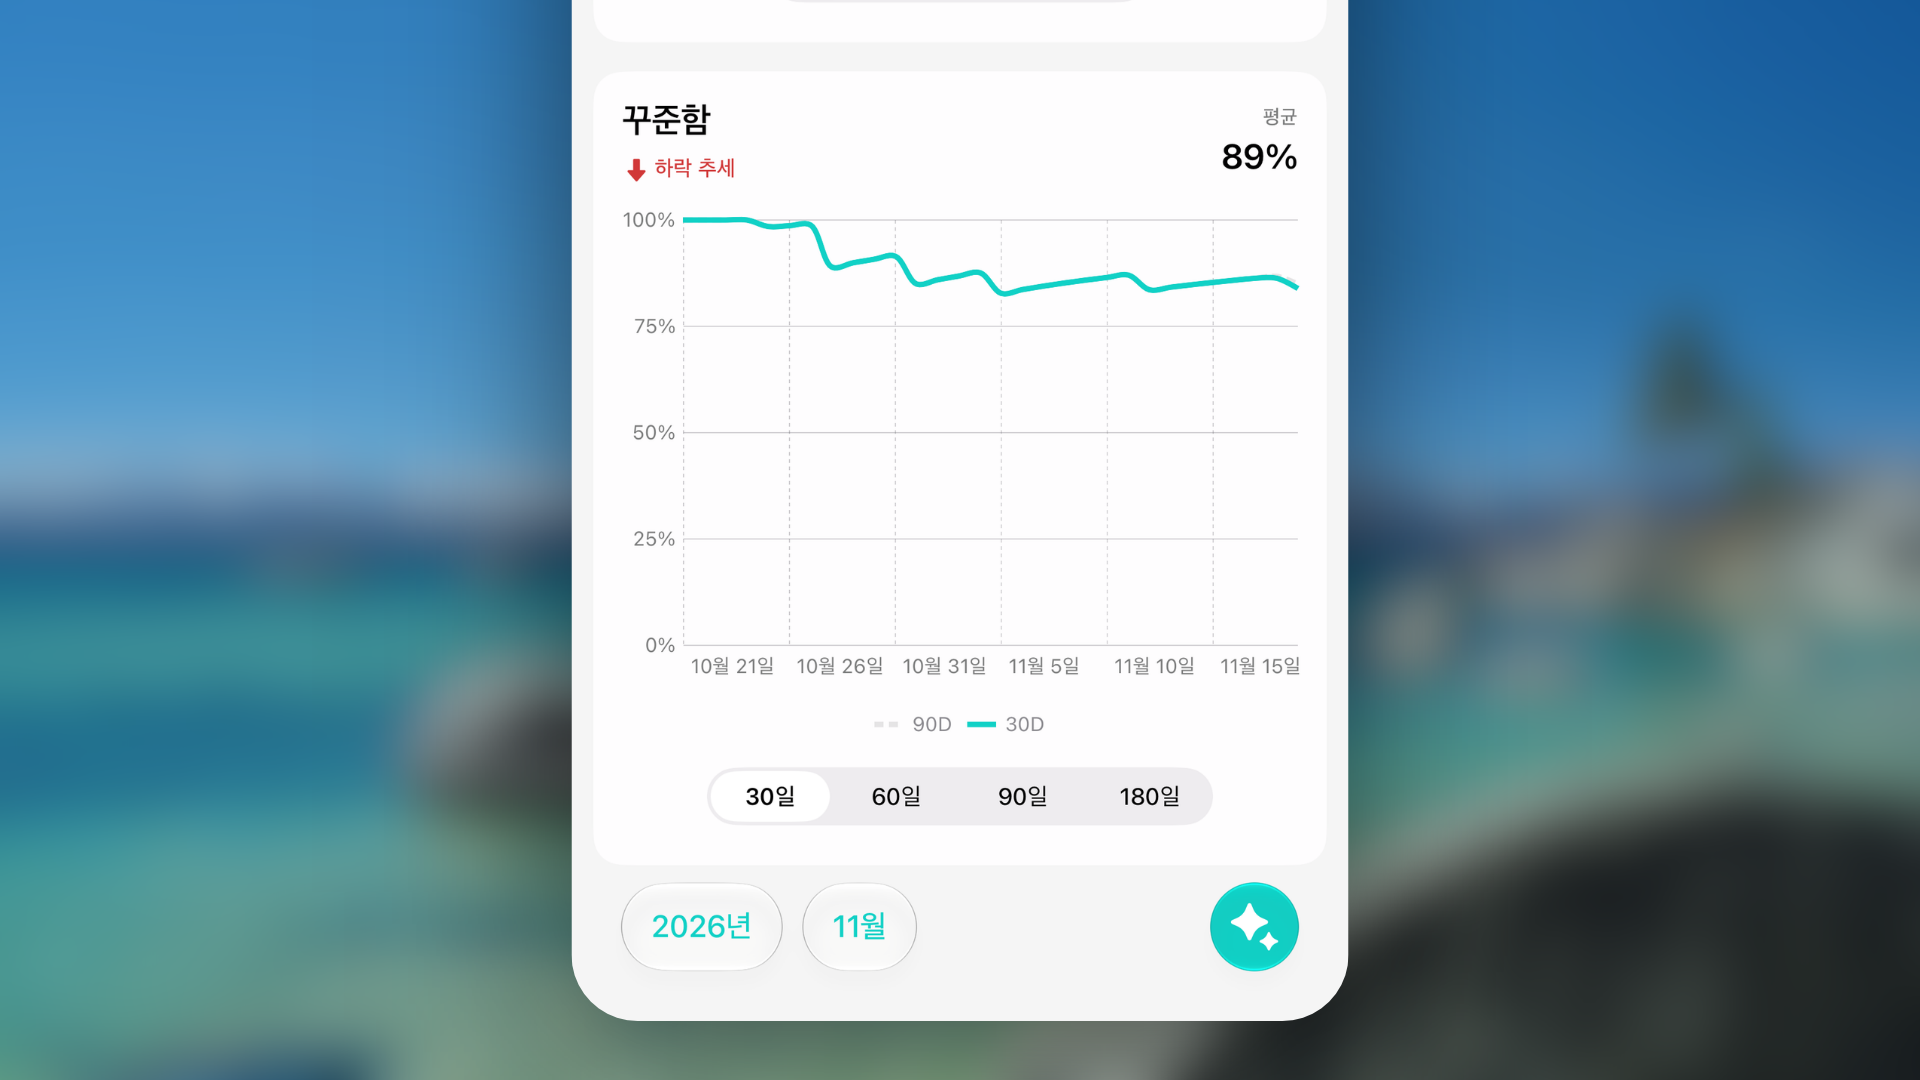 꾸준함
하락 추세
평균
89%
100%
75%
50%
25%
0%
10월 21일 10월 26일 10월 31일 11월 5일 11월 10일 11월 15일
90D 30D
30일 60일 90일 180일
2026년 11월